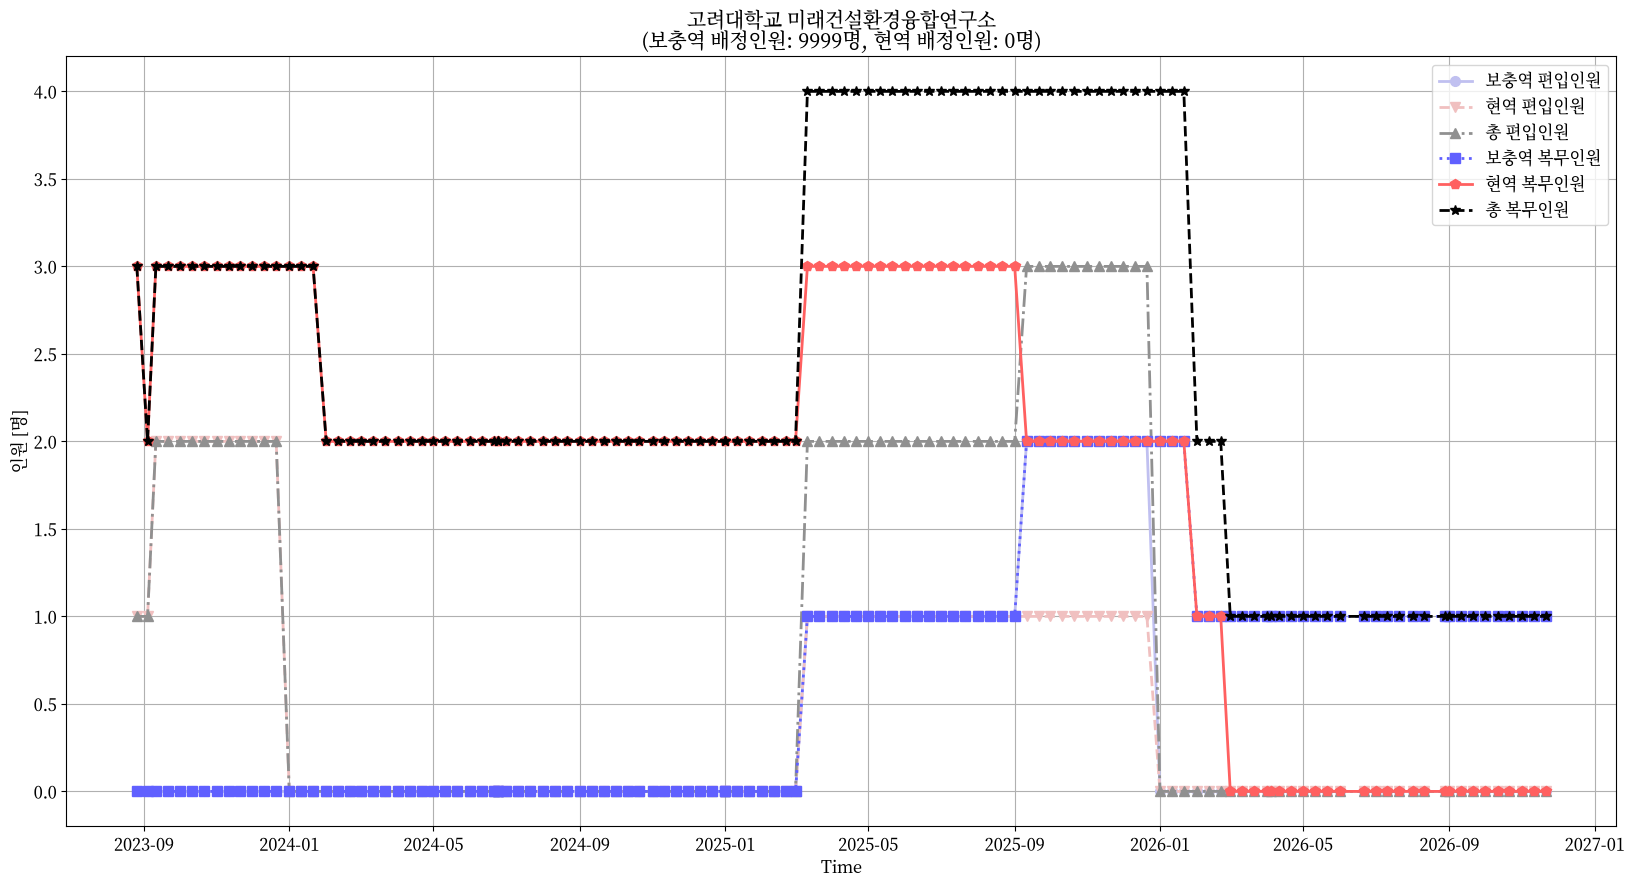 고려대학교 미래건설환경융합연구소
(보충역 배정인원: 9999명, 현역 배정인원: 0명)
보충역 편입인원
현역 편입인원
총 편입인원
보충역 복무인원
현역 복무인원
총 복무인원
인원 [명]
4.0
3.5
3.0
2.5
2.0
1.5
1.0
0.5
0.0
2023-09
2024-01
2024-05
2024-09
2025-01
2025-05
2025-09
2026-01
2026-05
2026-09
2027-01
Time